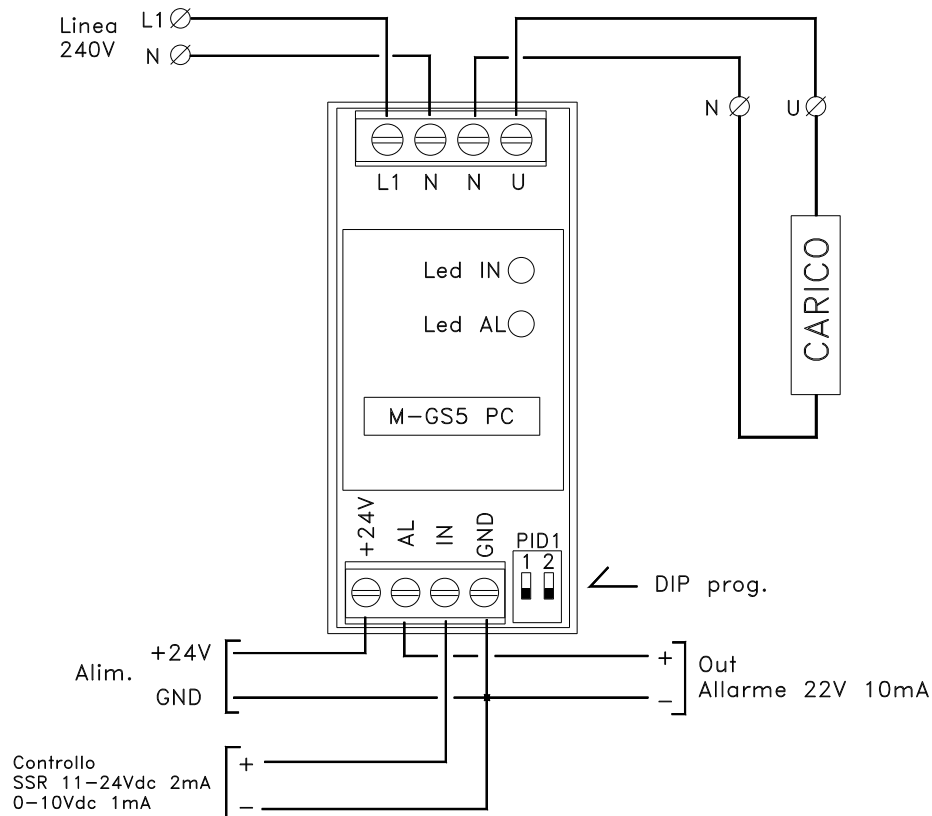 Linea
240V
L1
N
N
U
L1 N N U
Led IN
Led AL
CARICO
M-GS5 PC
+24V
AL
IN
GND
PID1
1 2
DIP prog.
Alim.
+24V
GND
+
-
Out
Allarme 22V 10mA
Controllo
SSR 11-24Vdc 2mA
0-10Vdc 1mA
+
-